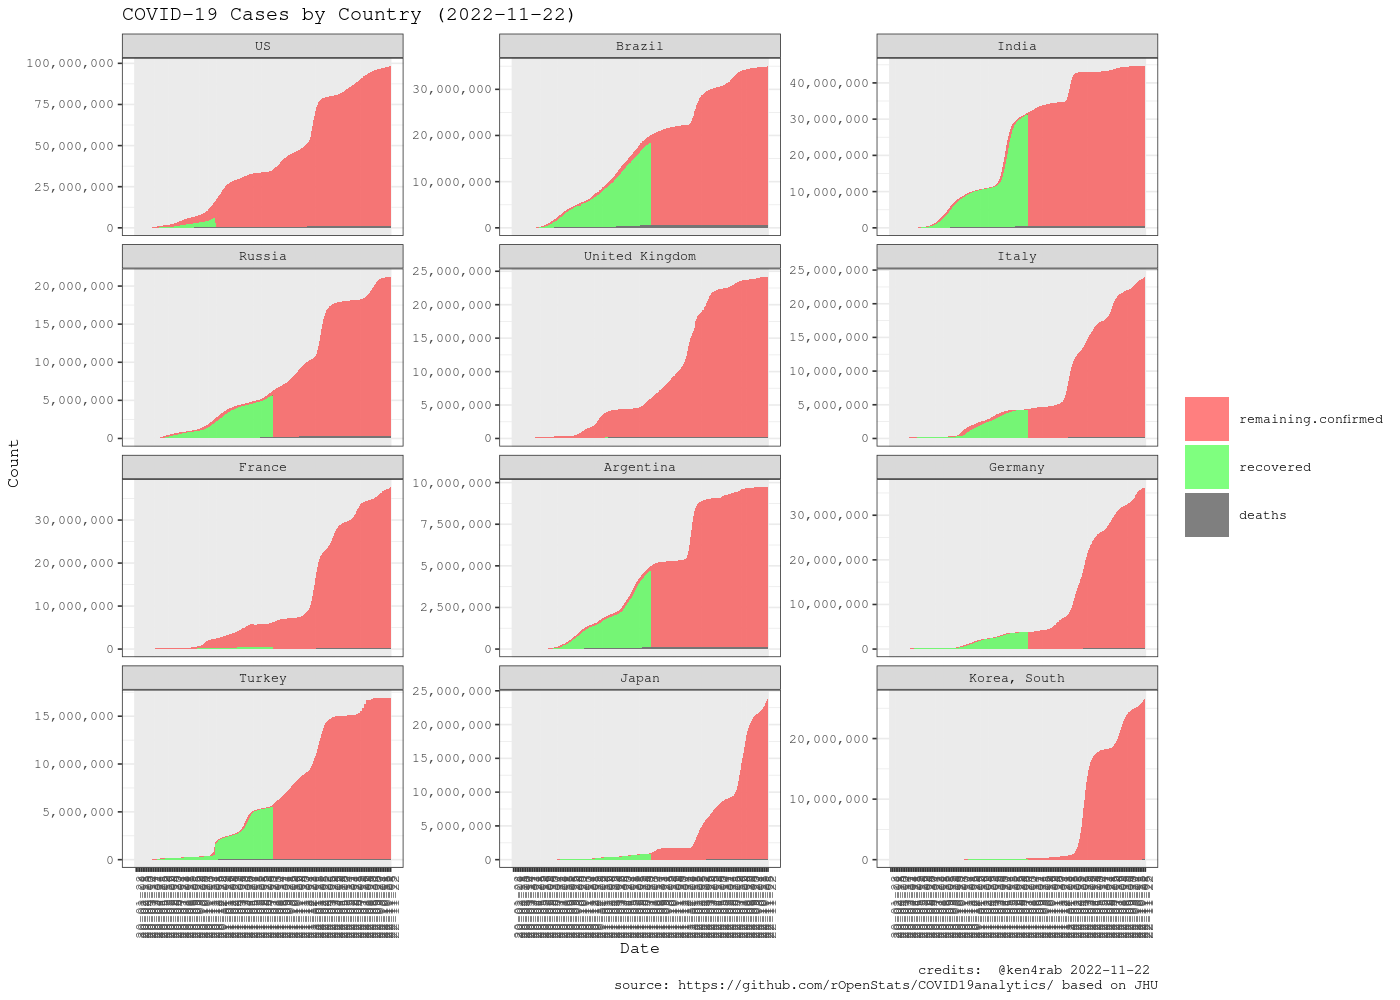 COVID-19 Cases by Country (2022-11-22)
US
Brazil
India
100,000,000
75,000,000
50,000,000
25,000,000
0
30,000,000
20,000,000
10,000,000
0
40,000,000
30,000,000
20,000,000
10,000,000
0
Russia
United Kingdom
Italy
20,000,000
15,000,000
10,000,000
5,000,000
0
25,000,000
20,000,000
15,000,000
10,000,000
5,000,000
0
25,000,000
20,000,000
15,000,000
10,000,000
5,000,000
0
France
Argentina
Germany
30,000,000
20,000,000
10,000,000
0
10,000,000
7,500,000
5,000,000
2,500,000
0
30,000,000
20,000,000
10,000,000
0
Turkey
Japan
Korea, South
15,000,000
10,000,000
5,000,000
0
25,000,000
20,000,000
15,000,000
10,000,000
5,000,000
0
20,000,000
10,000,000
0
Count
Date
remaining.confirmed
recovered
deaths
credits: @ken4rab 2022-11-22
source: https://github.com/rOpenStats/COVID19analytics/ based on JHU